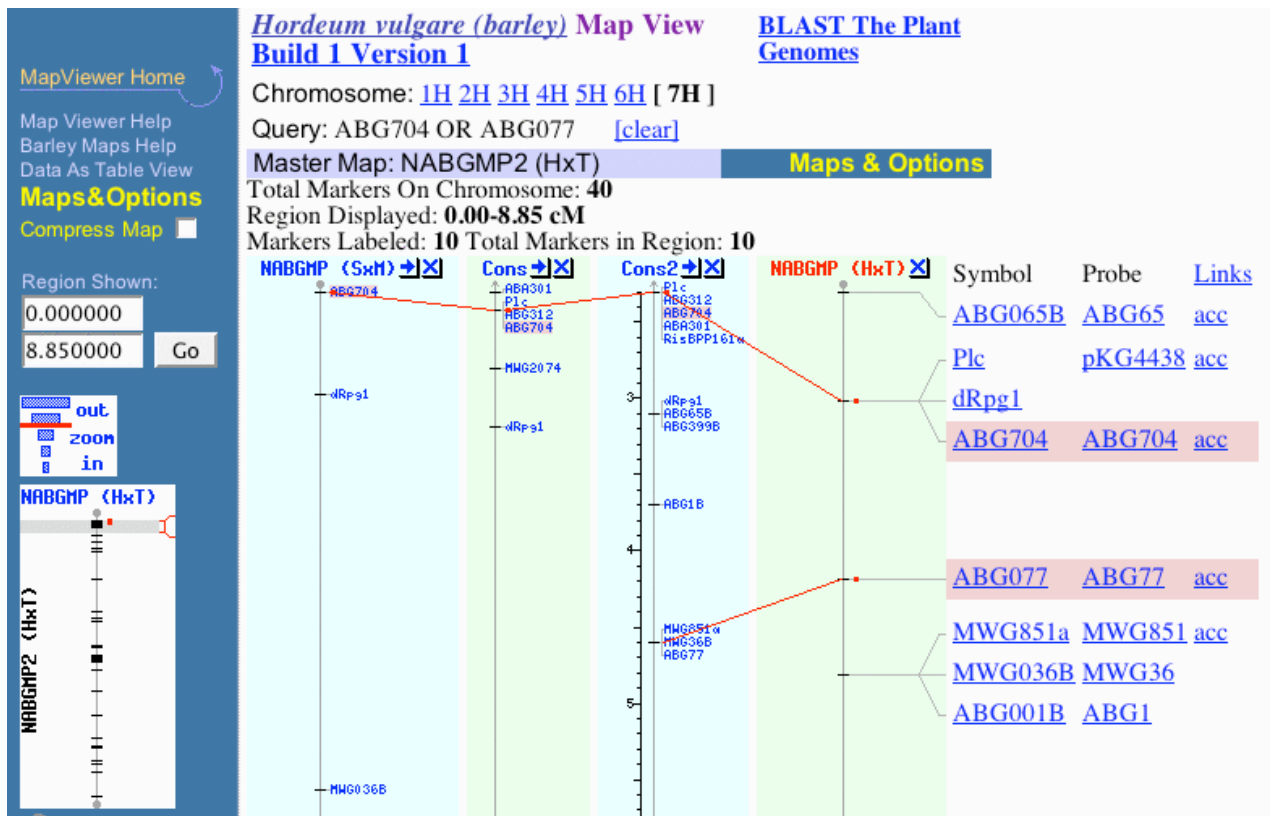 Hordeum vulgare (barley) Map View
Build 1 Version 1
BLAST The Plant
Genomes
MapViewer Home
Map Viewer Help
Barley Maps Help
Data As Table View
Maps&Options
Compress Map
Region Shown:
0.000000
8.850000 Go
out
zoom
in
NABGMP (HxT)
NABGMP2 (HxT)
Chromosome: 1H 2H 3H 4H 5H 6H [ 7H ]
Query: ABG704 OR ABG077 [clear]
Master Map: NABGMP2 (HxT) Maps & Options
Total Markers On Chromosome: 40
Region Displayed: 0.00-8.85 cM
Markers Labeled: 10 Total Markers in Region: 10
NABGMP (SxM)
ABG704
dRpg1
MWG036B
Cons
ABA301
Plc
ABG312
ABG704
MWG2074
dRpg1
Cons2
Plc
ABG312
ABG704
ABA301
RisBPP161a
3
dRpg1
ABG65B
ABG399B
ABG1B
4
MWG851a
MWG36B
ABG77
5
NABGMP (HxT)
Symbol Probe Links
ABG065B ABG65 acc
Plc pKG4438 acc
dRpg1
ABG704 ABG704 acc
ABG077 ABG77 acc
MWG851a MWG851 acc
MWG036B MWG36
ABG001B ABG1